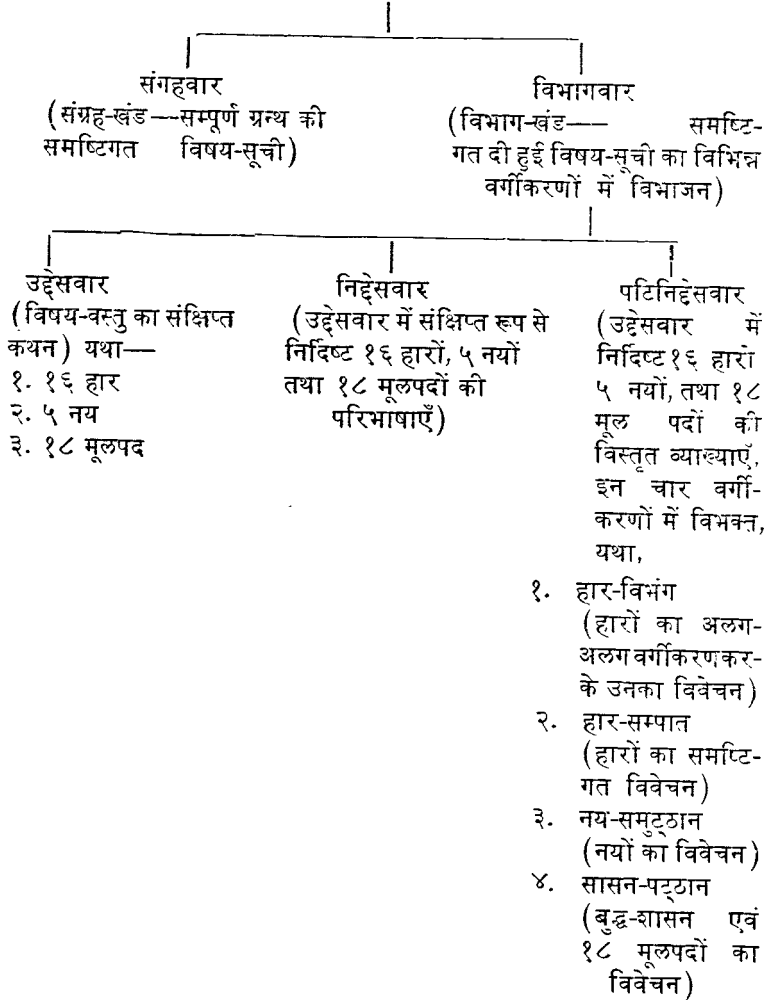 संगहवार
(संग्रह-खंड—सम्पूर्ण ग्रन्थ की
समष्टिगत विषय-सूची)
विभागवार
(विभाग-खंड— समष्टि-
गत दी हुई विषय-सूची का विभिन्न
वर्गीकरणों में विभाजन)
उद्देसवार
(विषय-वस्तु का संक्षिप्त
कथन) यथा—
१. १६ हार
२. ५ नय
३. १८ मूलपद
निद्देसवार
(उद्देसवार में संक्षिप्त रूप से
निर्दिष्ट १६ हारों, ५ नयों
तथा १८ मूलपदों की
परिभाषाएँ)
पटिनिद्देसवार
(उद्देसवार में
निर्दिष्ट १६ हारों
५ नयों, तथा १८
मूल पदों की
विस्तृत व्याख्याएँ,
इन चार वर्गी-
करणों में विभक्त,
यथा,
१. हार-विभंग
(हारों का अलग-
अलग वर्गीकरण कर-
के उनका विवेचन)
२. हार-सम्पात
(हारों का समष्टि-
गत विवेचन)
३. नय-समुट्ठान
(नयों का विवेचन)
४. सासन-पट्ठान
(बुद्ध-शासन एवं
१८ मूलपदों का
विवेचन)